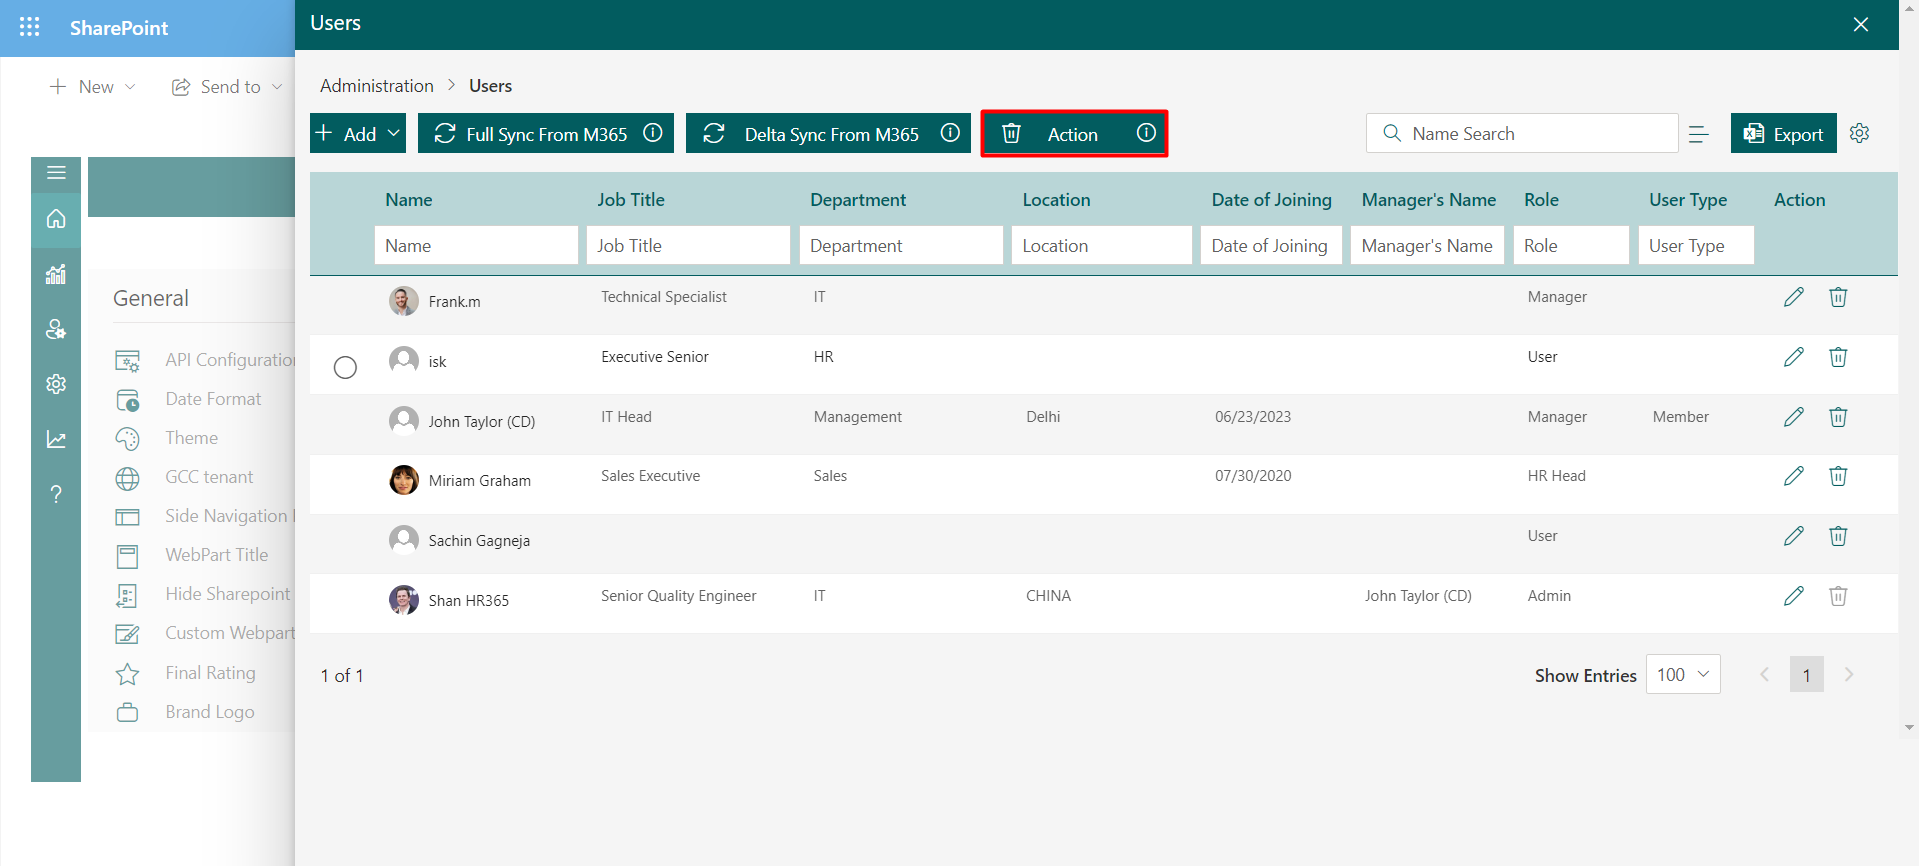 SharePoint
Users
New
Send to
Administration > Users
Add
Full Sync From M365
Delta Sync From M365
Action
Name Search
Export
Name Job Title Department Location Date of Joining Manager's Name Role User Type Action
Name Job Title Department Location Date of Joining Manager's Name Role User Type
Frank.m Technical Specialist IT Manager
isk Executive Senior HR User
John Taylor (CD) IT Head Management Delhi 06/23/2023 Manager Member
Miriam Graham Sales Executive Sales 07/30/2020 HR Head
Sachin Gagneja User
Shan HR365 Senior Quality Engineer IT CHINA John Taylor (CD) Admin
1 of 1
Show Entries 100
1
General
API Configuration
Date Format
Theme
GCC tenant
Side Navigation
WebPart Title
Hide Sharepoint
Custom Webpart
Final Rating
Brand Logo